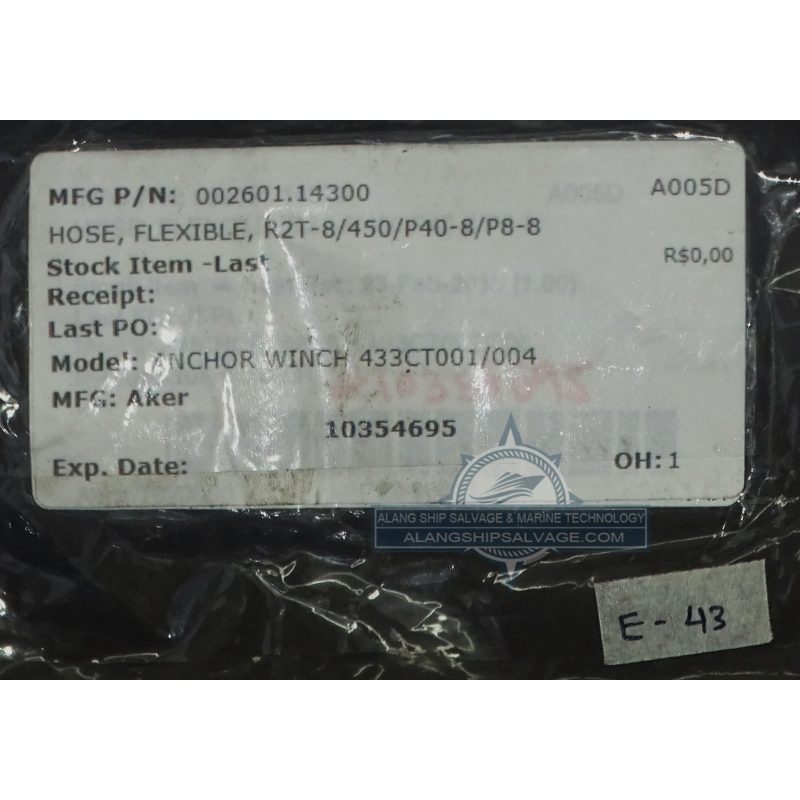 MFG P/N: 002601.14300
A005D
HOSE, FLEXIBLE, R2T-8/450/P40-8/P8-8
R$0,00
Stock Item -Last
Receipt:
Last PO:
Model: ANCHOR WINCH 433CT001/004
MFG: Aker
10354695
Exp. Date:
OH: 1
ALANG SHIP SALVAGE & MARINE TECHNOLOGY
ALANGSHIPSALVAGE.COM
E-43